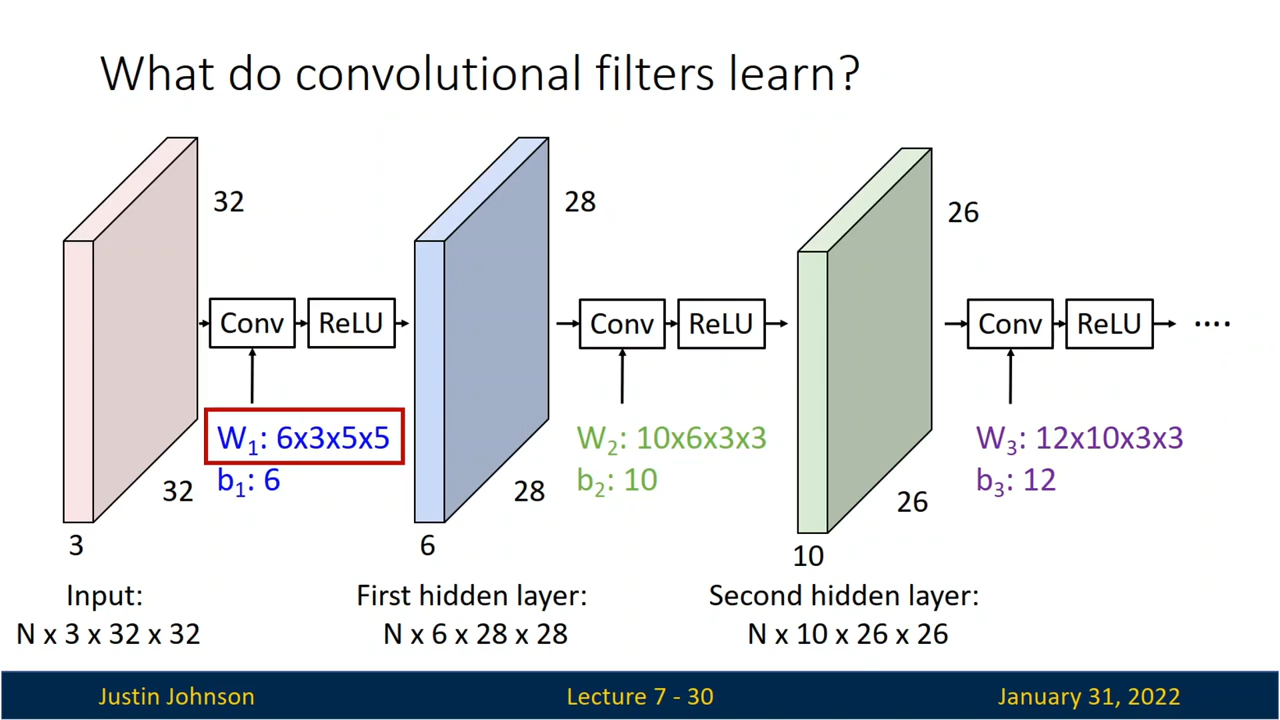 What do convolutional filters learn?
32
28
26
Conv
ReLU
Conv
ReLU
Conv
ReLU
....
W1: 6x3x5x5
b1: 6
W2: 10x6x3x3
b2: 10
W3: 12x10x3x3
b3: 12
32
28
26
3
6
10
Input:
N x 3 x 32 x 32
First hidden layer:
N x 6 x 28 x 28
Second hidden layer:
N x 10 x 26 x 26
Justin Johnson
Lecture 7 - 30
January 31, 2022